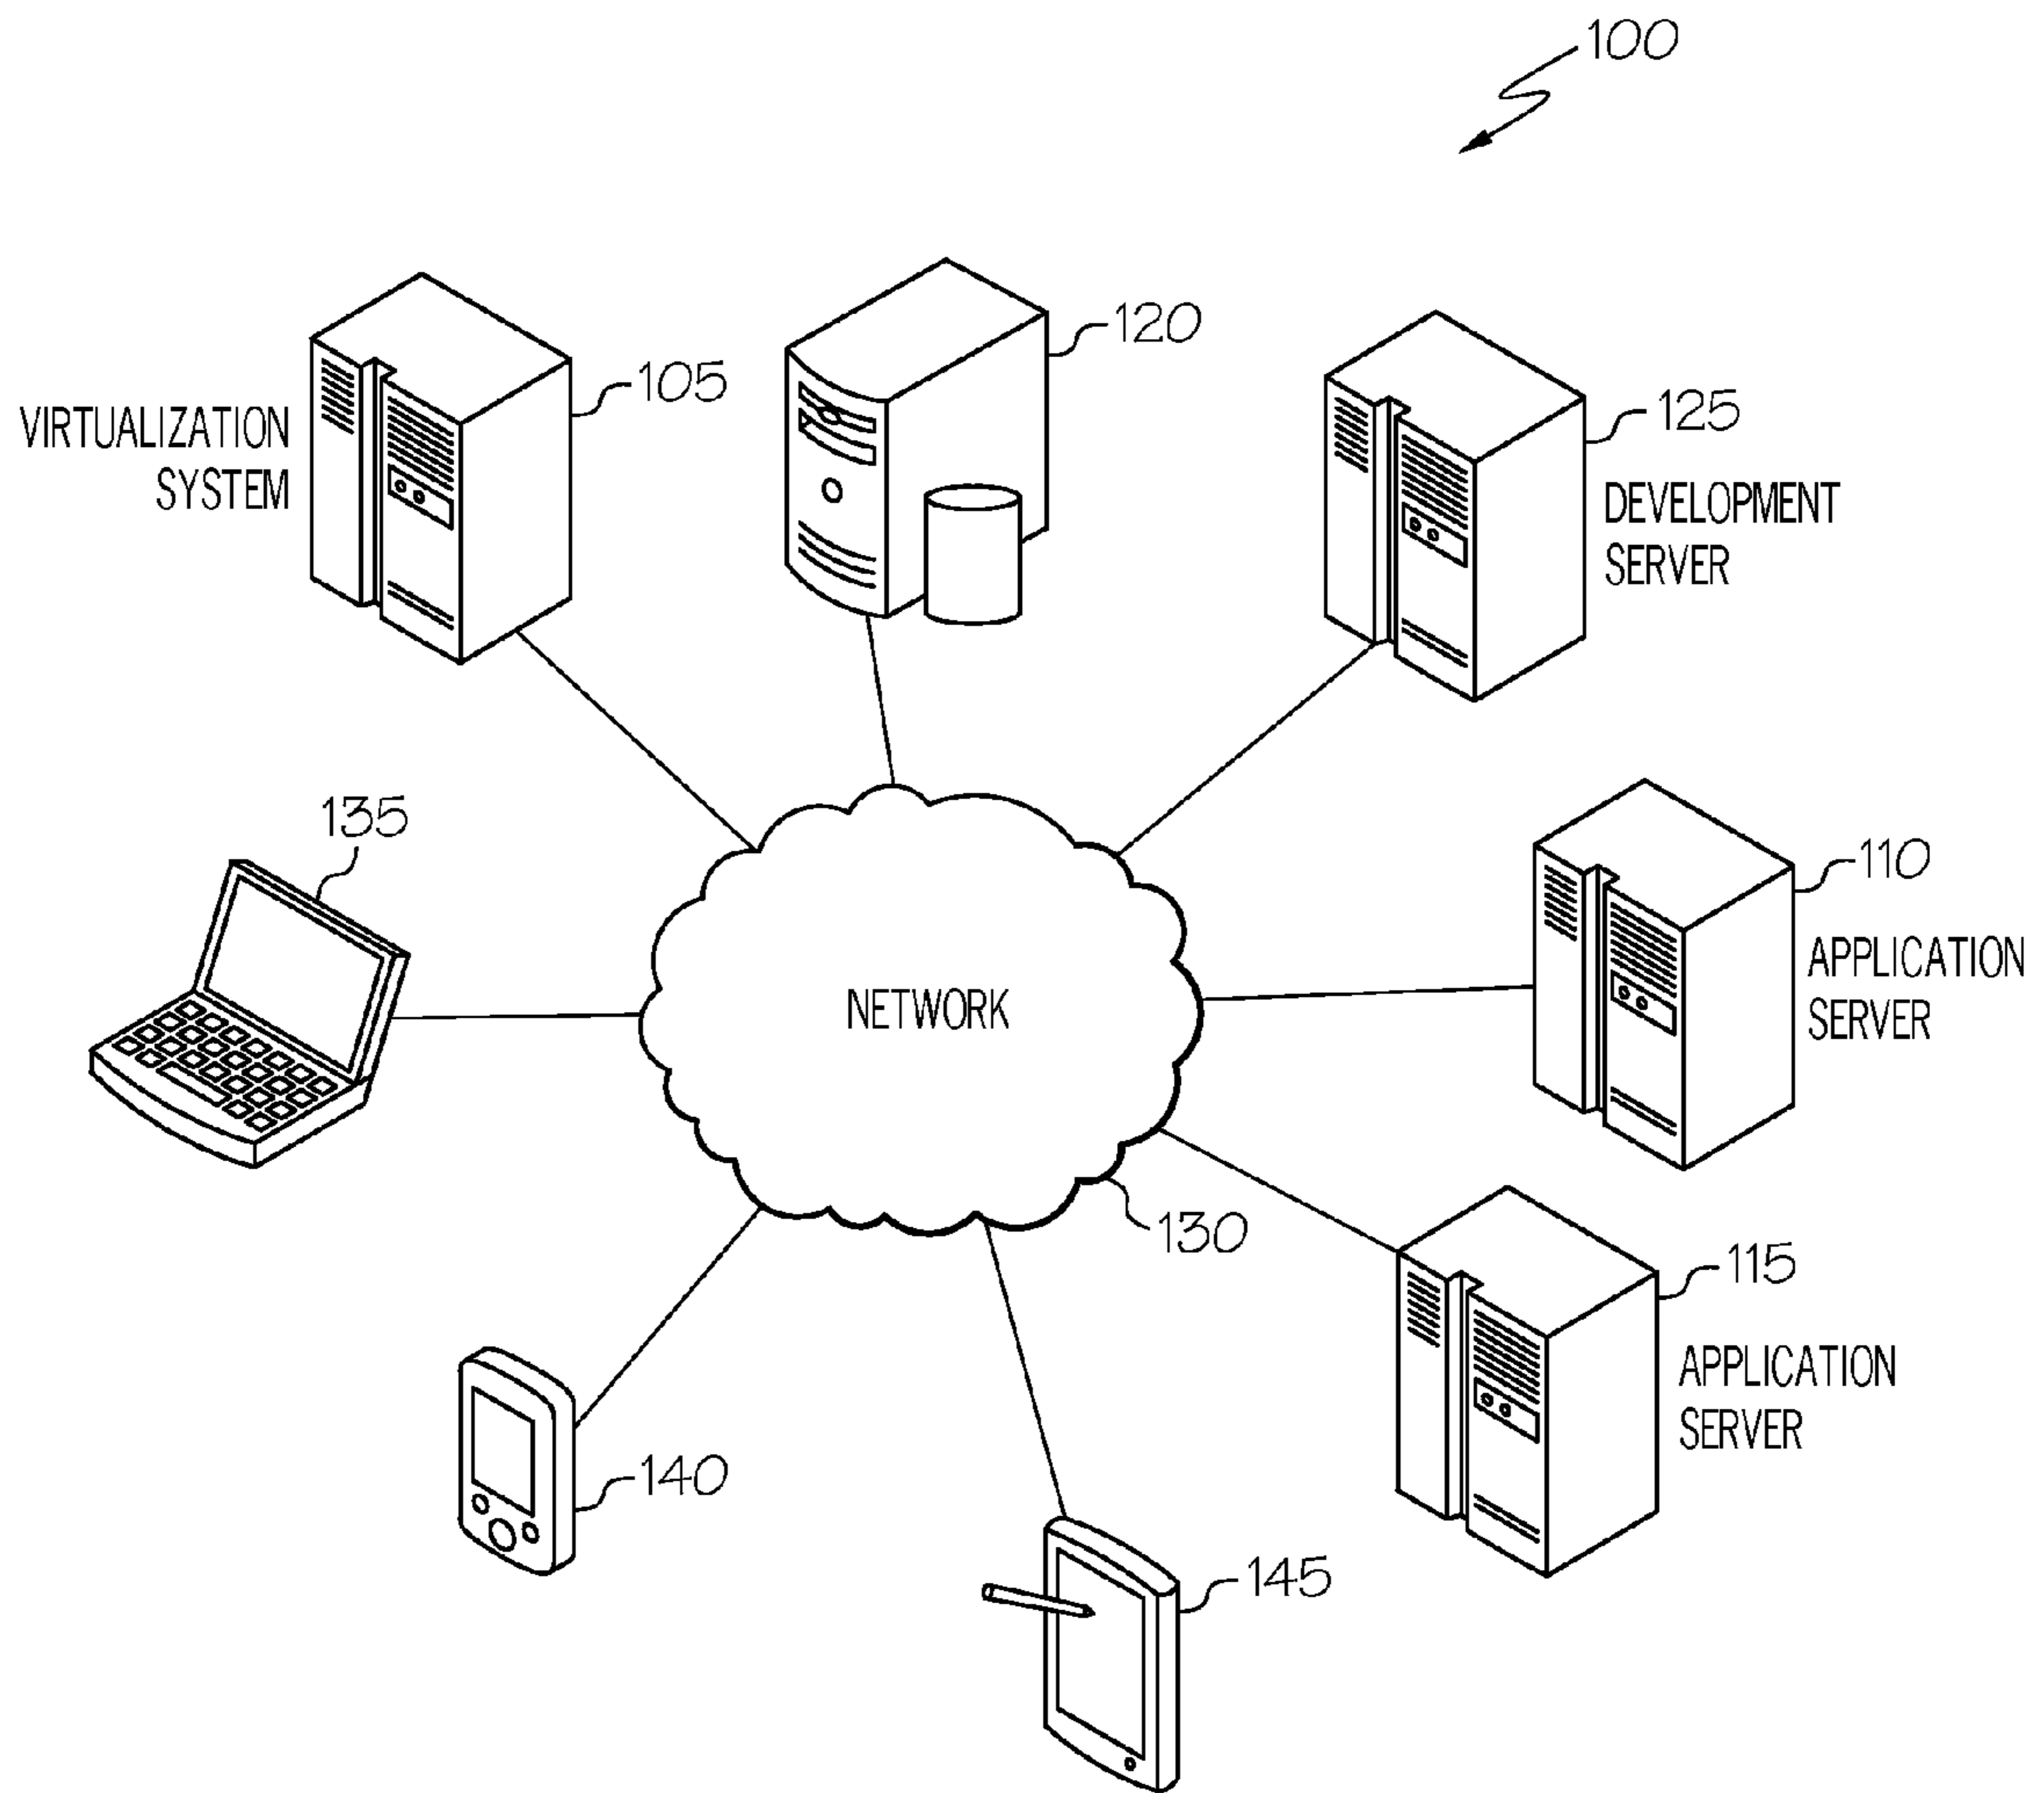 100
120
105
VIRTUALIZATION
SYSTEM
125
DEVELOPMENT
SERVER
135
110
APPLICATION
SERVER
NETWORK
130
115
APPLICATION
SERVER
140
145